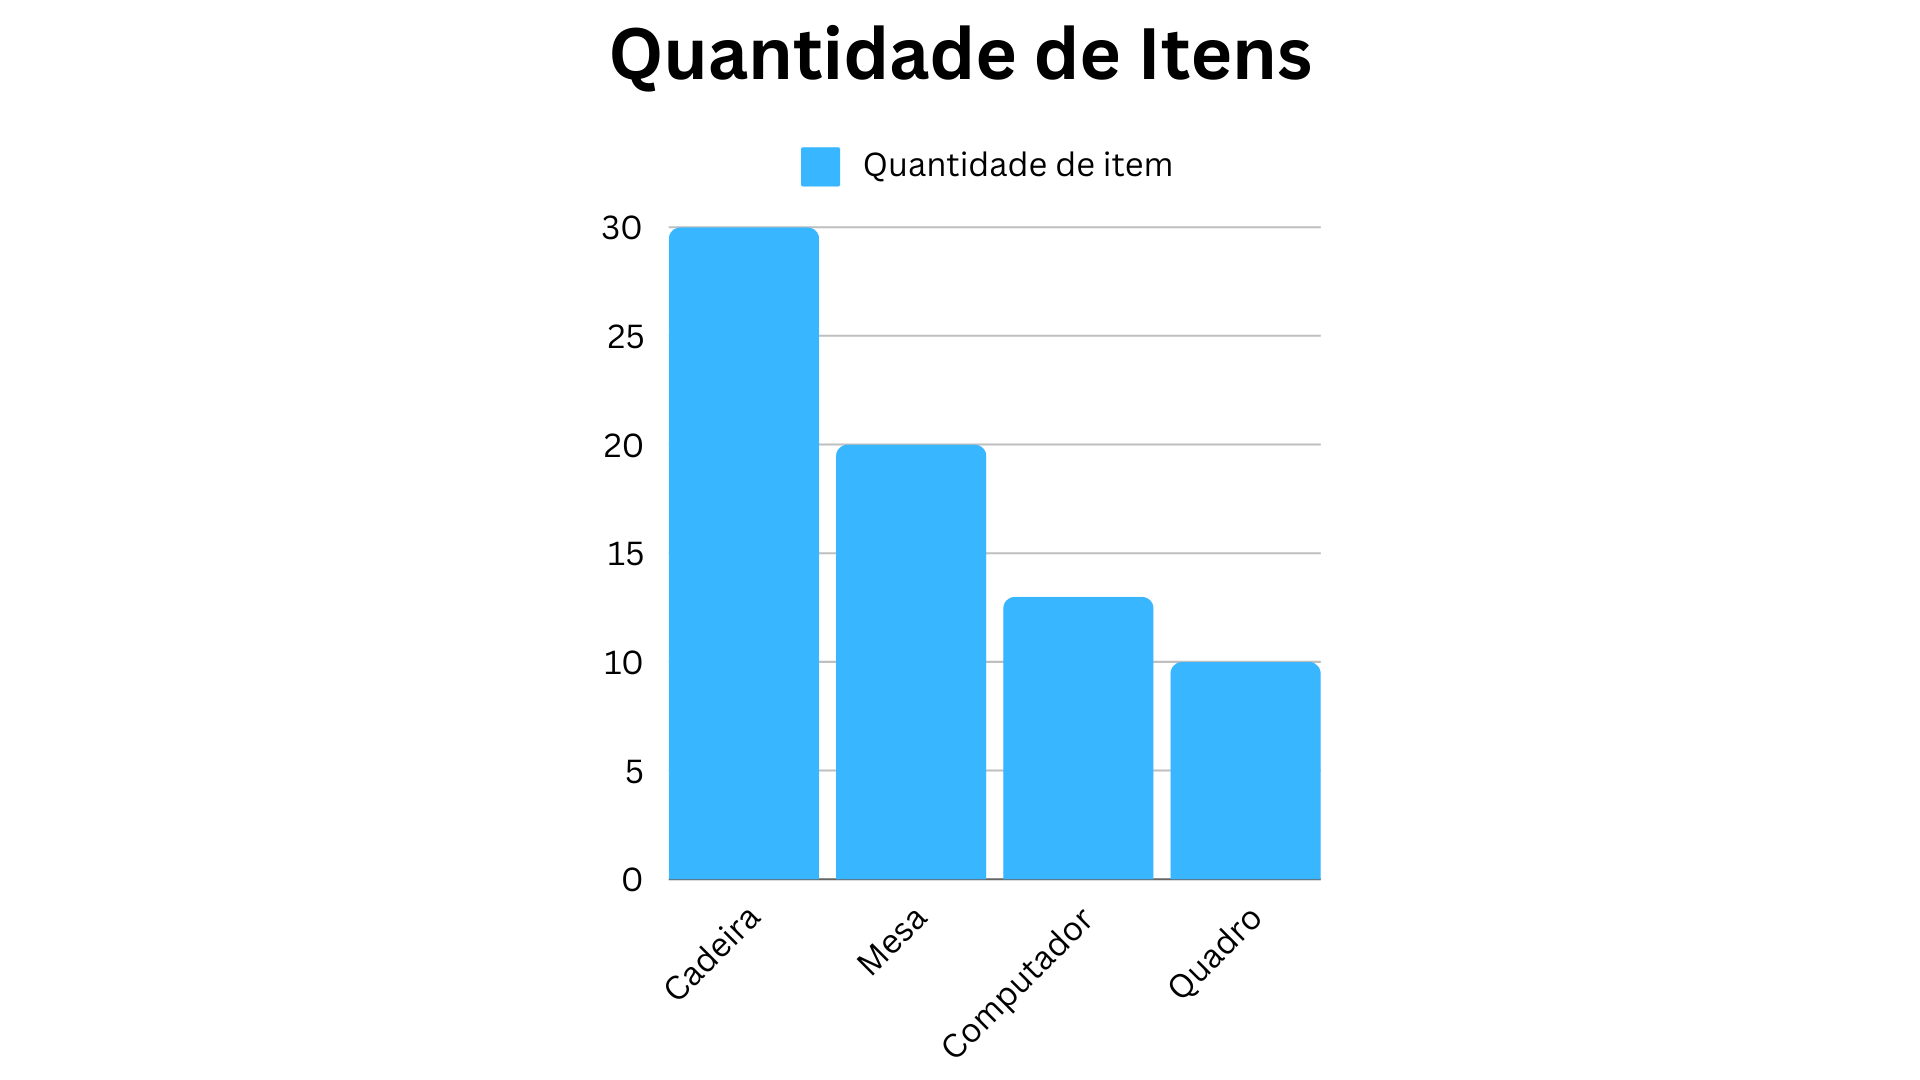 Quantidade de Itens
Quantidade de item
30
25
20
15
10
5
0
Cadeira
Mesa
Computador
Quadro